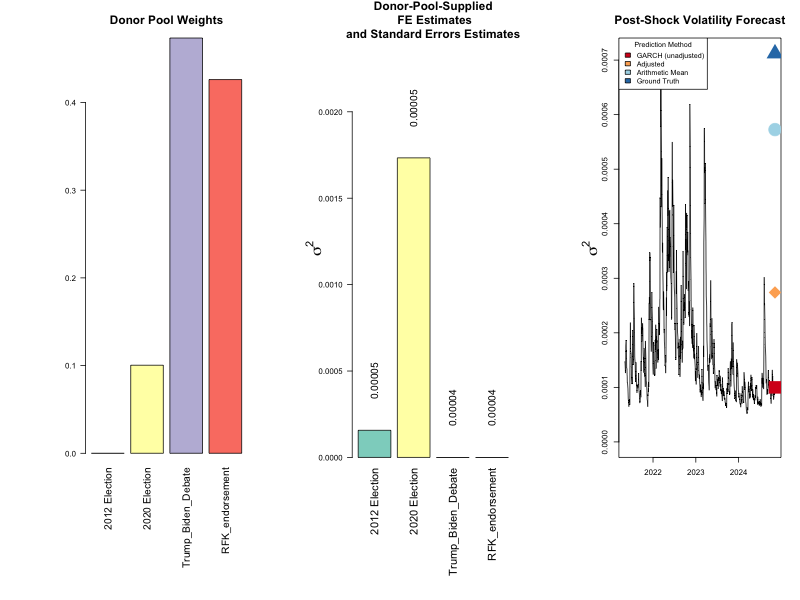 Donor Pool Weights
0.0
0.1
0.2
0.3
0.4
2012 Election
2020 Election
Trump_Biden_Debate
RFK_endorsement
Donor-Pool-Supplied
FE Estimates
and Standard Errors Estimates
σ2
0.0000
0.0005
0.0010
0.0015
0.0020
0.00005
0.00005
0.00004
0.00004
2012 Election
2020 Election
Trump_Biden_Debate
RFK_endorsement
Post-Shock Volatility Forecast
Prediction Method
GARCH (unadjusted)
Adjusted
Arithmetic Mean
Ground Truth
σ2
0.0000
0.0001
0.0002
0.0003
0.0004
0.0005
0.0006
0.0007
2022
2023
2024